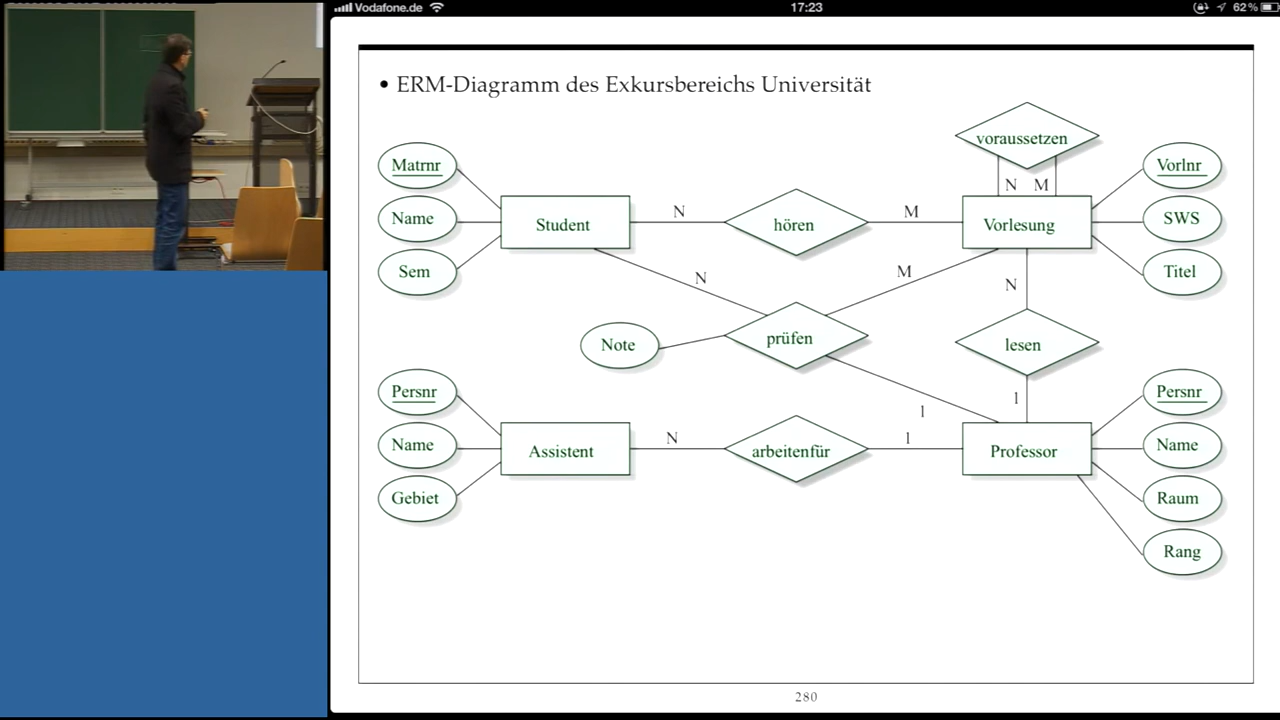 Vodafone.de
17:23
62%
• ERM-Diagramm des Exkursbereichs Universität
voraussetzen
Matrnr
Vorlnr
N M
Name
Student
N
hören
M
Vorlesung
SWS
Sem
Titel
N
M
N
Note
prüfen
lesen
Persnr
1
1
Persnr
Name
Assistent
N
arbeitenfür
1
Professor
Name
Gebiet
Raum
Rang
280